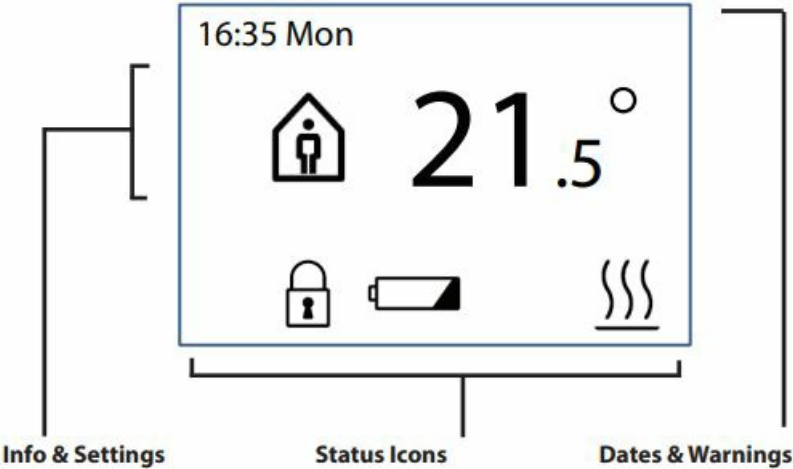 16:35 Mon
21.5°
Info & Settings
Status Icons
Dates & Warnings